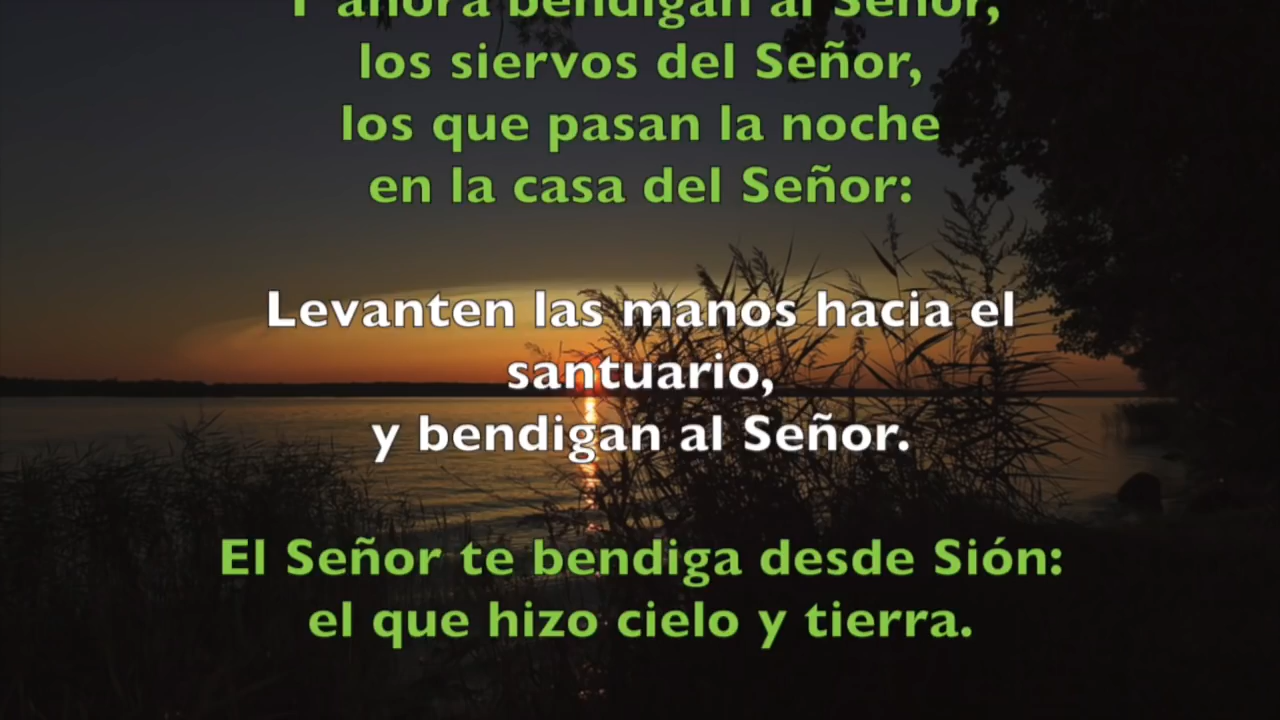 Y ahora bendigan al Señor,
los siervos del Señor,
los que pasan la noche
en la casa del Señor:
Levanten las manos hacia el
santuario,
y bendigan al Señor.
El Señor te bendiga desde Sión:
el que hizo cielo y tierra.